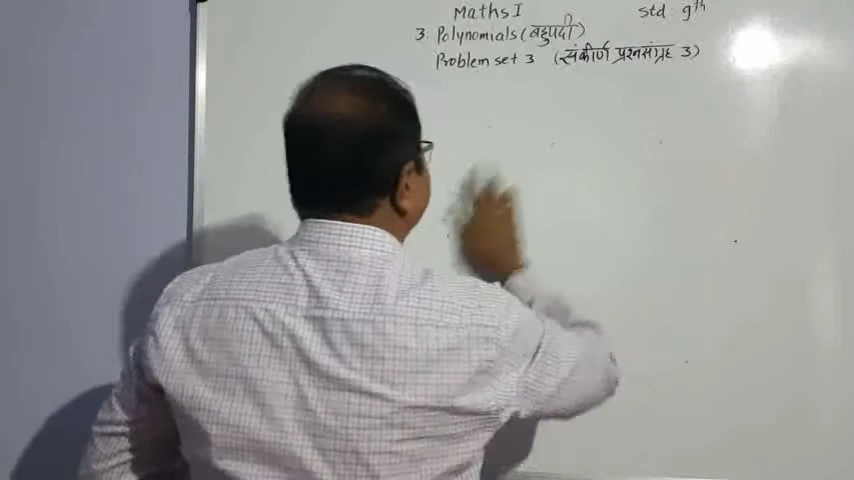 Maths I std 9th
3. Polynomials (बहुपदी)
Problem set 3 (संकीर्ण प्रश्नसंग्रह 3)